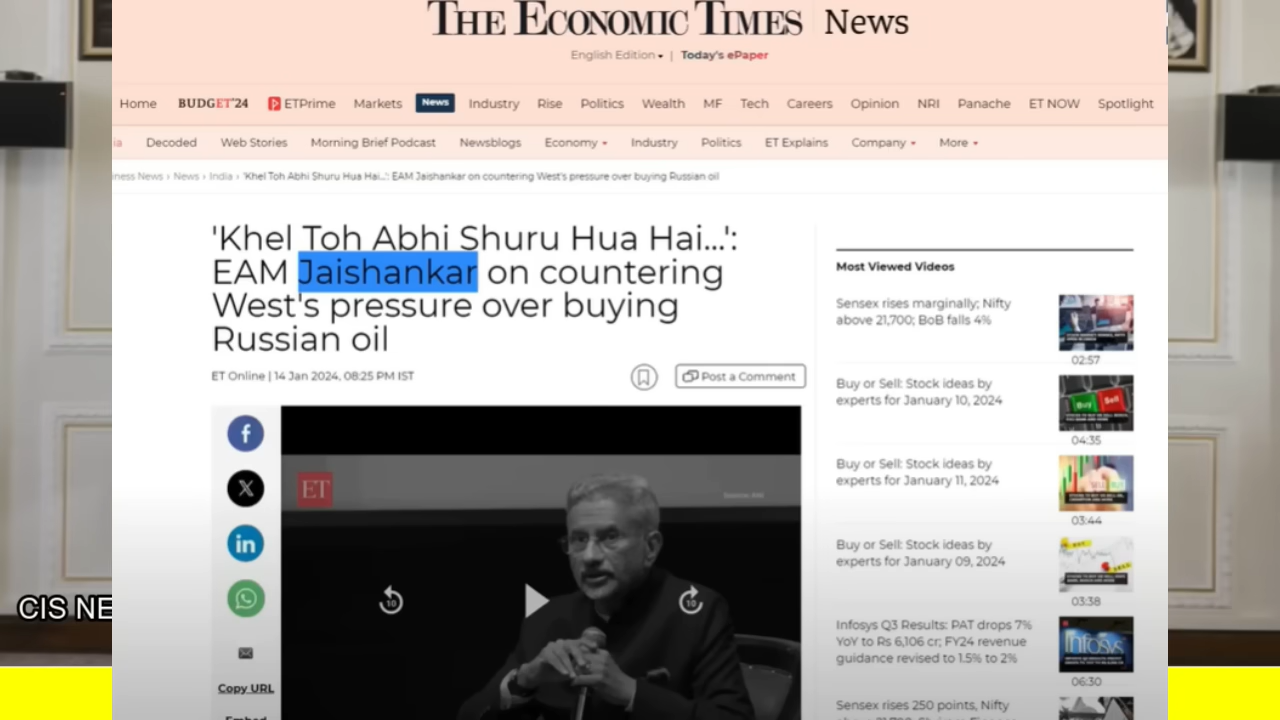 THE ECONOMIC TIMES News
English Edition | Today's ePaper
Home BUDGET'24 ETPrime Markets News Industry Rise Politics Wealth MF Tech Careers Opinion NRI Panache ET NOW Spotlight
ia Decoded Web Stories Morning Brief Podcast Newsblogs Economy Industry Politics ET Explains Company More
iness News › News › India › 'Khel Toh Abhi Shuru Hua Hai...': EAM Jaishankar on countering West's pressure over buying Russian oil
'Khel Toh Abhi Shuru Hua Hai...':
EAM Jaishankar on countering
West's pressure over buying
Russian oil
ET Online | 14 Jan 2024, 08:25 PM IST
Post a Comment
ET
10
10
Copy URL
Embed
Most Viewed Videos
Sensex rises marginally; Nifty
above 21,700; BoB falls 4%
02:57
Buy or Sell: Stock ideas by
experts for January 10, 2024
Buy Sell
04:35
Buy or Sell: Stock ideas by
experts for January 11, 2024
03:44
Buy or Sell: Stock ideas by
experts for January 09, 2024
03:38
Infosys Q3 Results: PAT drops 7%
YoY to Rs 6,106 cr; FY24 revenue
guidance revised to 1.5% to 2%
Infosys
06:30
Sensex rises 250 points, Nifty
CIS NE